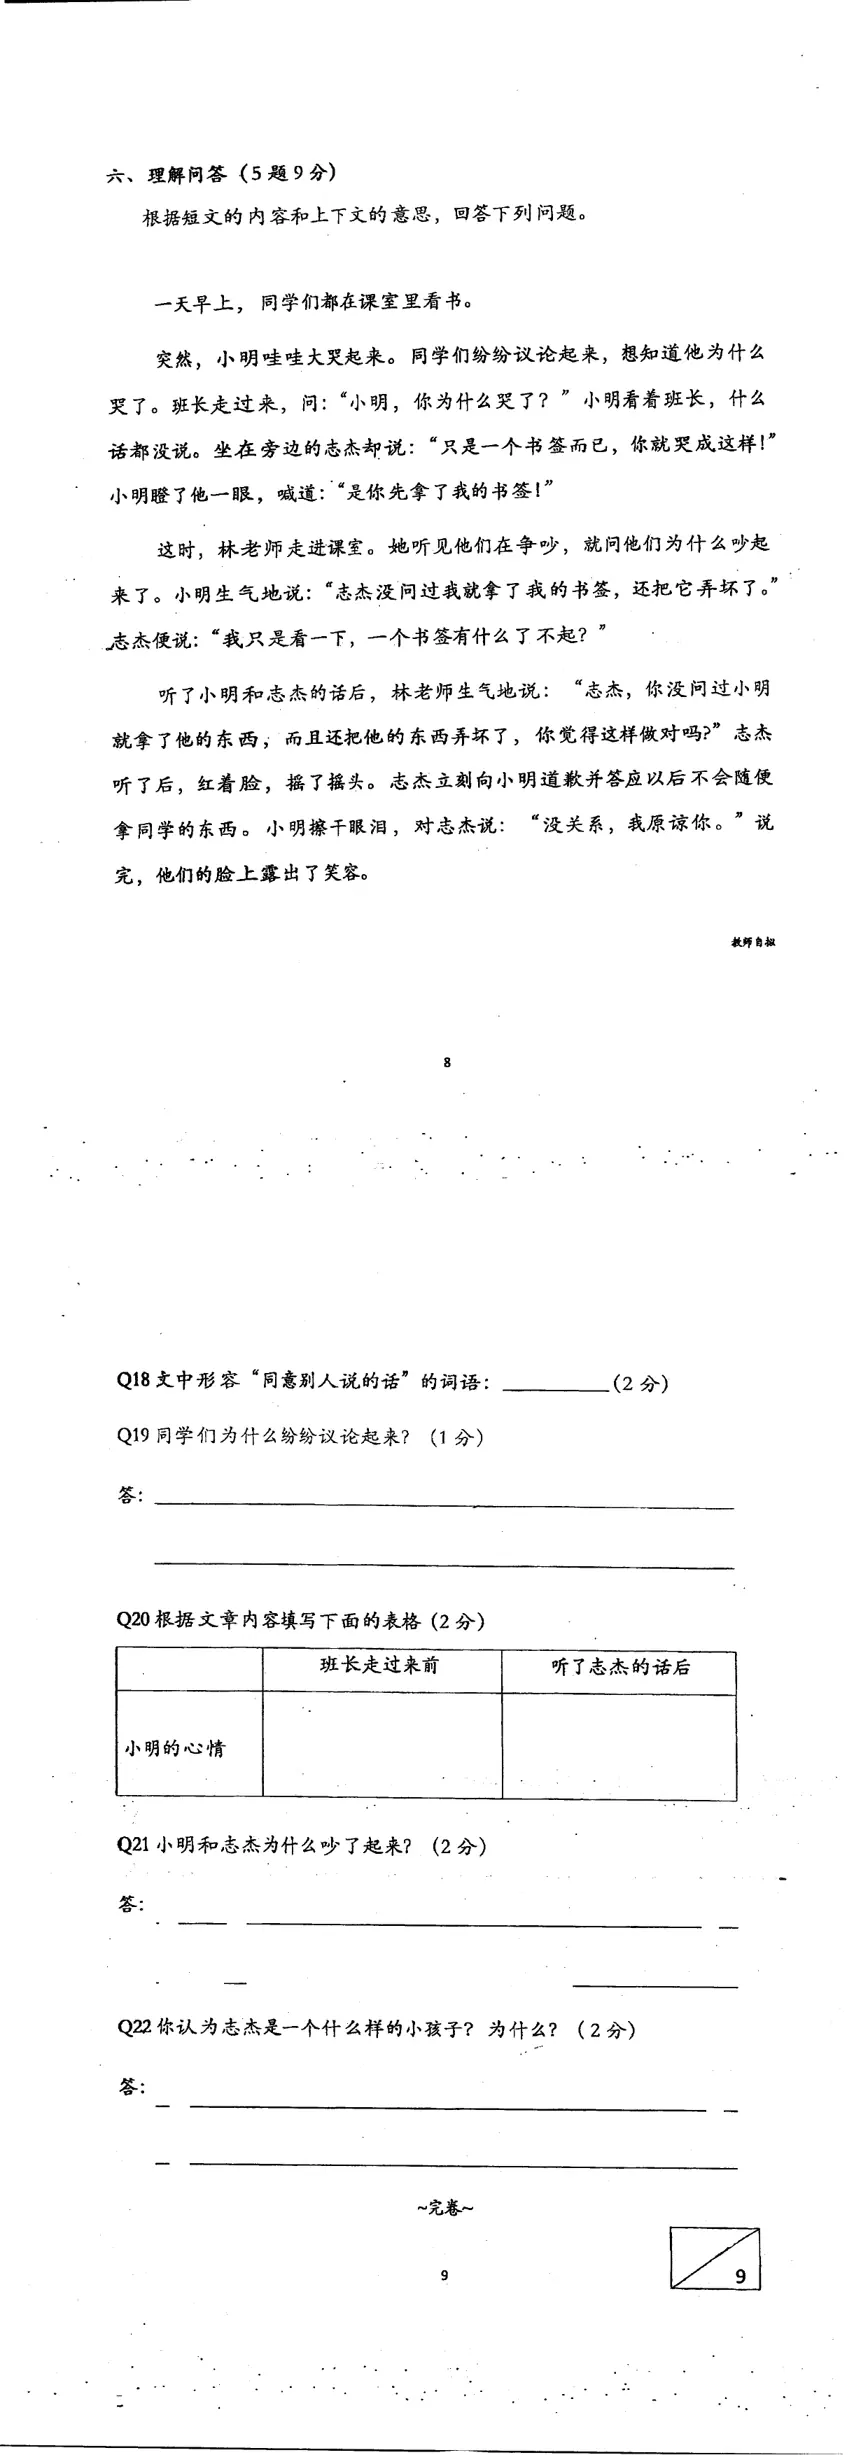 六、理解问答（5题9分）
根据短文的内容和上下文的意思，回答下列问题。
一天早上，同学们都在课室里看书。
突然，小明哇哇大哭起来。同学们纷纷议论起来，想知道他为什么
哭了。班长走过来，问：“小明，你为什么哭了？”小明看着班长，什么
话都没说。坐在旁边的志杰却说：“只是一个书签而已，你就哭成这样！”
小明瞪了他一眼，喊道：“是你先拿了我的书签！”
这时，林老师走进课室。她听见他们在争吵，就问他们为什么吵起
来了。小明生气地说：“志杰没问过我就拿了我的书签，还把它弄坏了。”
志杰便说：“我只是看一下，一个书签有什么了不起？”
听了小明和志杰的话后，林老师生气地说：“志杰，你没问过小明
就拿了他的东西，而且还把他的东西弄坏了，你觉得这样做对吗？”志杰
听了后，红着脸，摇了摇头。志杰立刻向小明道歉并答应以后不会随便
拿同学的东西。小明擦干眼泪，对志杰说：“没关系，我原谅你。”说
完，他们的脸上露出了笑容。
教师自拟
8
Q18文中形容“同意别人说的话”的词语：__________(2分)
Q19同学们为什么纷纷议论起来？（1分）
答：
Q20根据文章内容填写下面的表格（2分）
班长走过来前 听了志杰的话后
小明的心情
Q21小明和志杰为什么吵了起来？（2分）
答：
Q22你认为志杰是一个什么样的小孩子？为什么？（2分）
答：
~完卷~
9
9